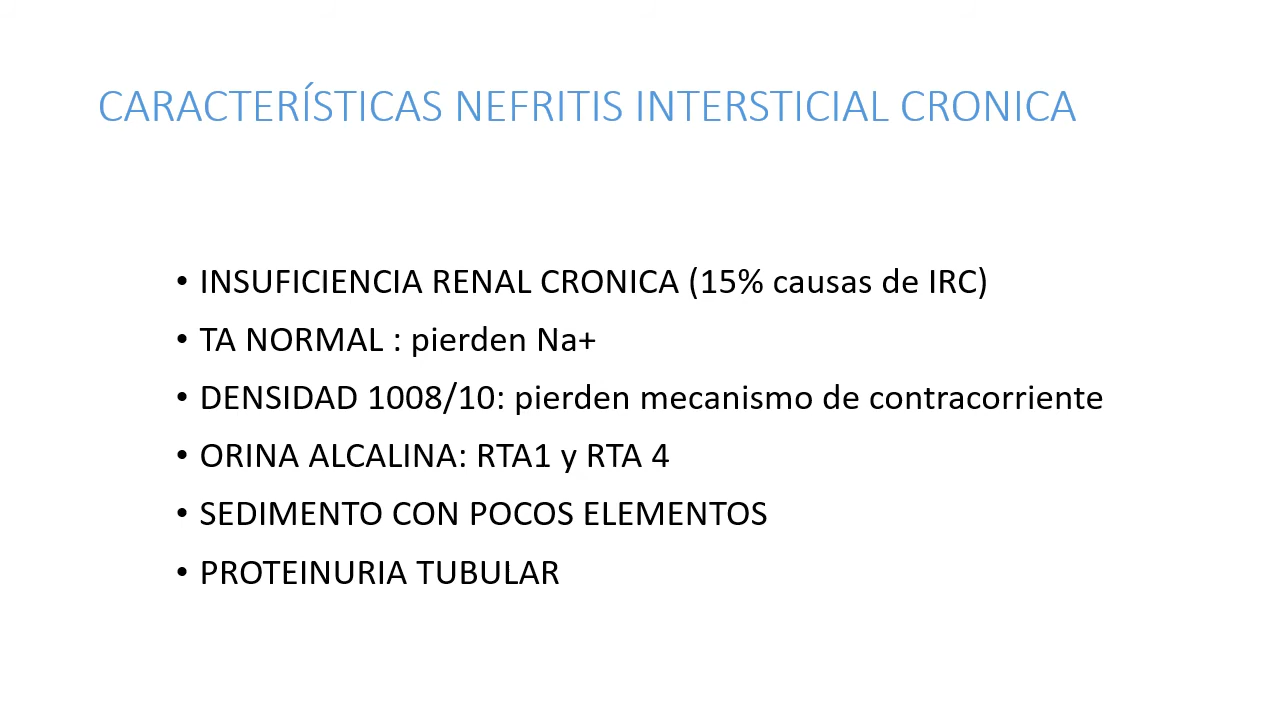 CARACTERÍSTICAS NEFRITIS INTERSTICIAL CRONICA
• INSUFICIENCIA RENAL CRONICA (15% causas de IRC)
• TA NORMAL : pierden Na+
• DENSIDAD 1008/10: pierden mecanismo de contracorriente
• ORINA ALCALINA: RTA1 y RTA 4
• SEDIMENTO CON POCOS ELEMENTOS
• PROTEINURIA TUBULAR